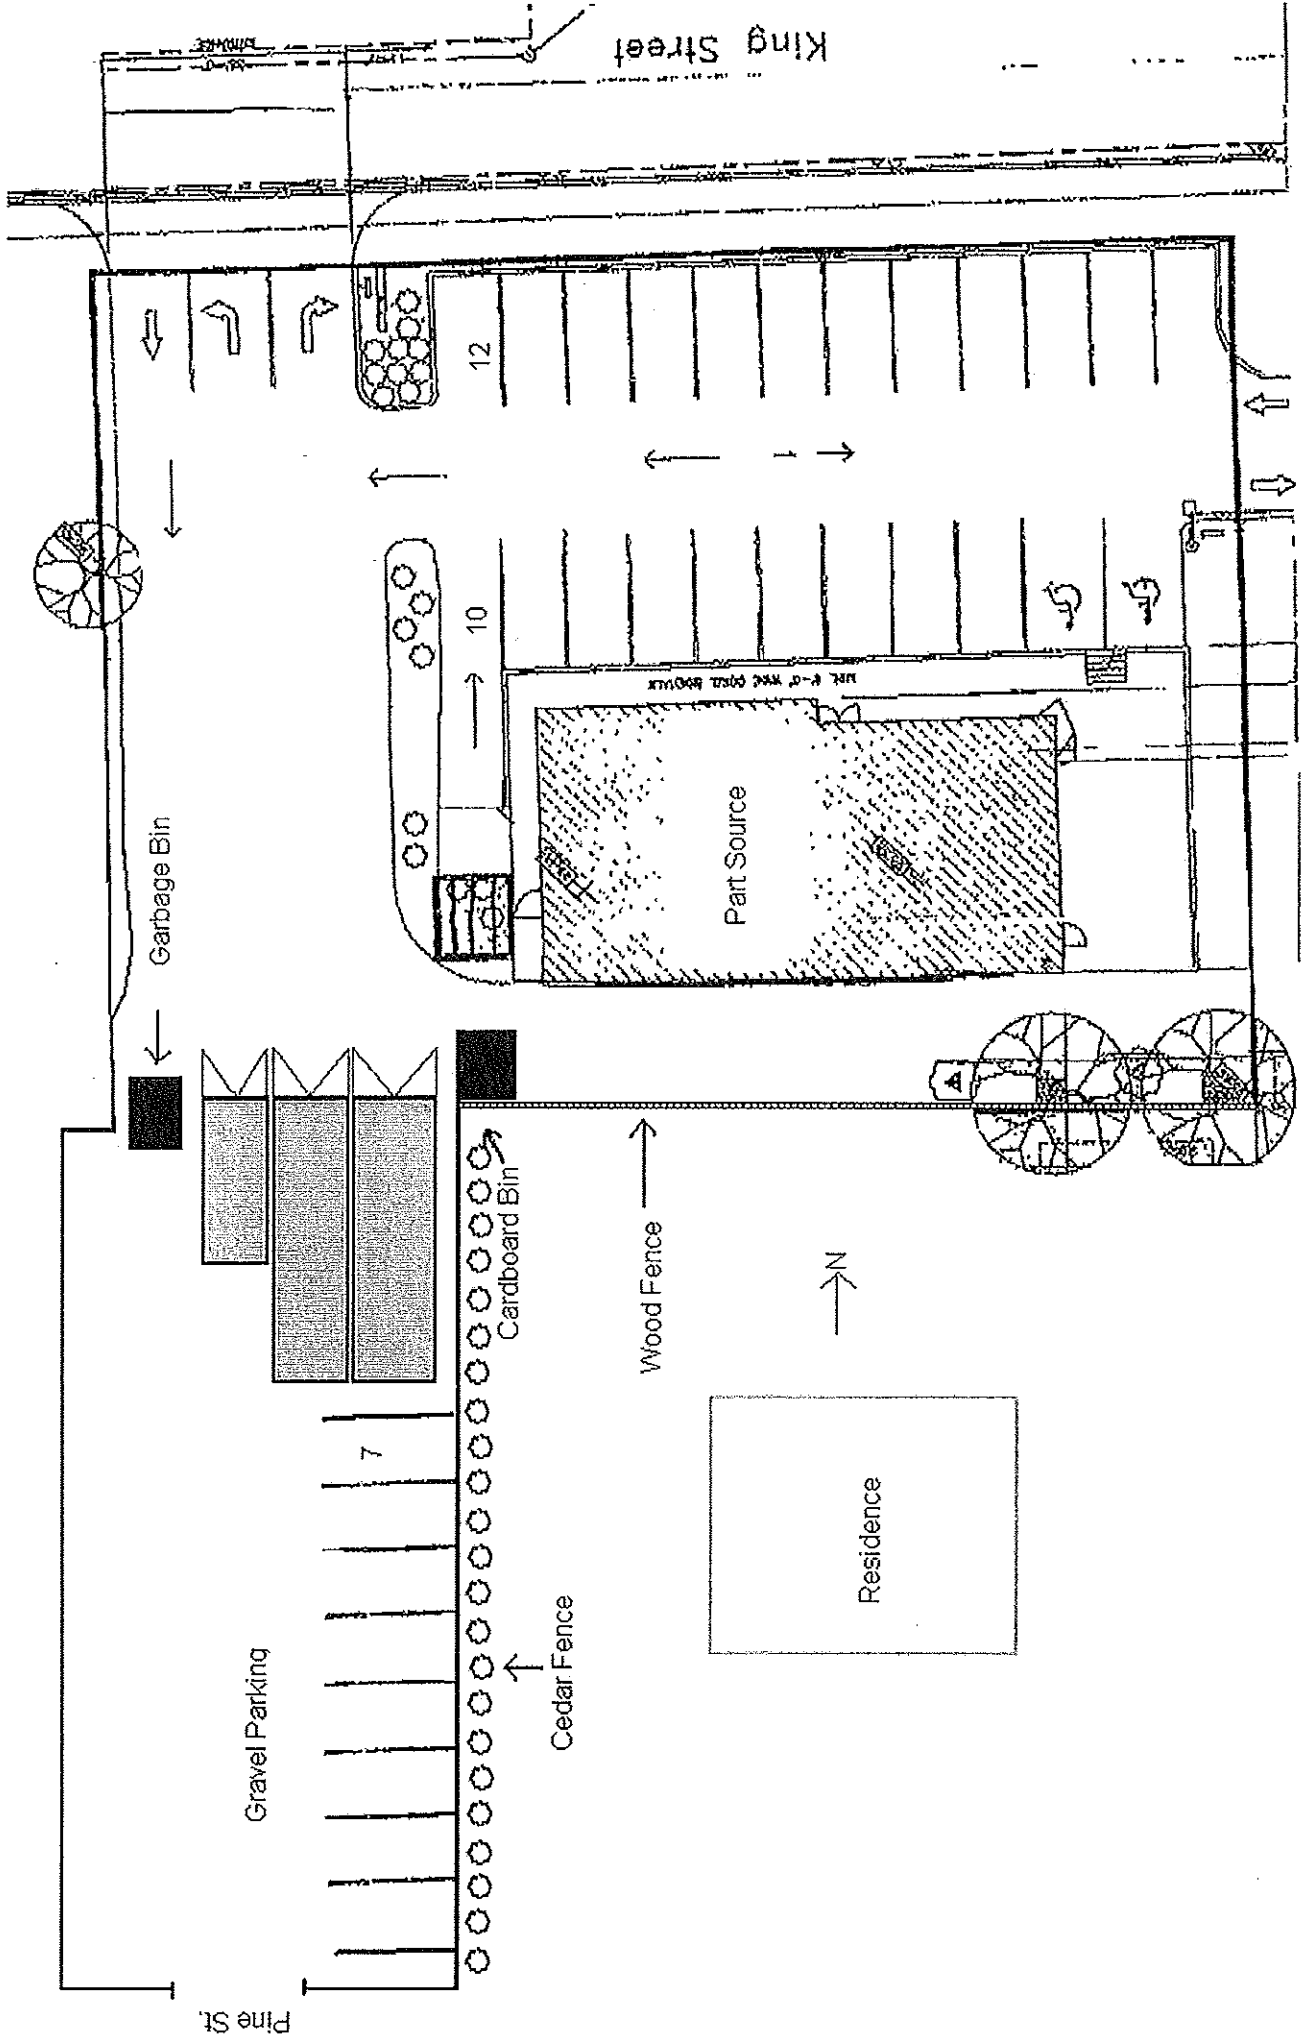 King Street
12
10
Garbage Bin
Part Source
Cardboard Bin
Wood Fence
N
7
Residence
Gravel Parking
Cedar Fence
Pine St.